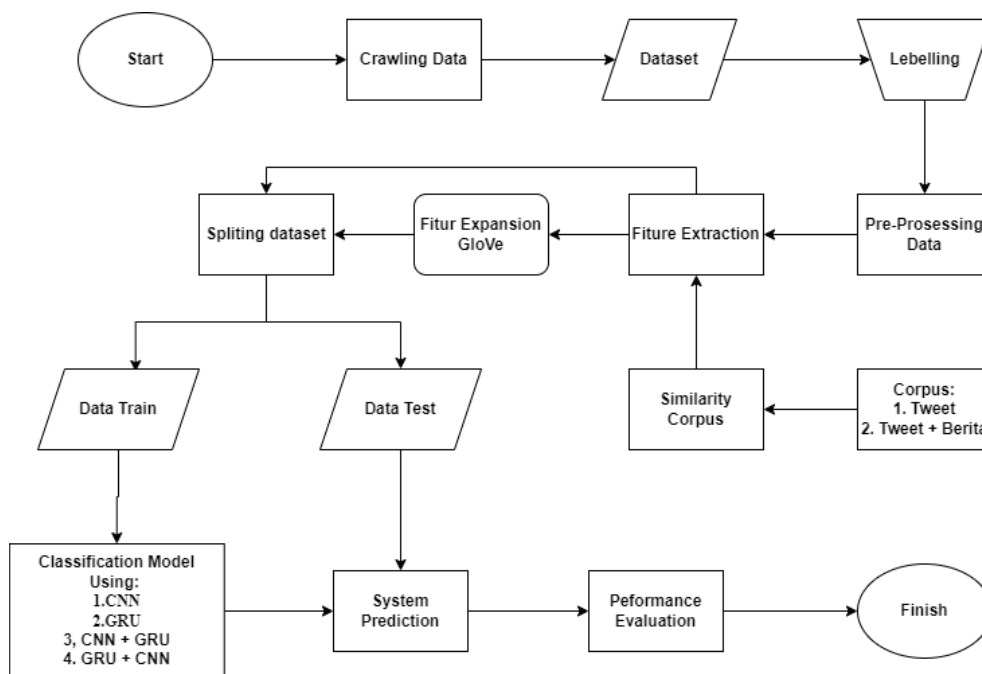 Start
Crawling Data
Dataset
Lebelling
Spliting dataset
Fitur Expansion
GloVe
Fiture Extraction
Pre-Prosessing
Data
Data Train
Data Test
Similarity
Corpus
Corpus:
1. Tweet
2. Tweet + Berita
Classification Model
Using:
1.CNN
2.GRU
3, CNN + GRU
4. GRU + CNN
System
Prediction
Peformance
Evaluation
Finish